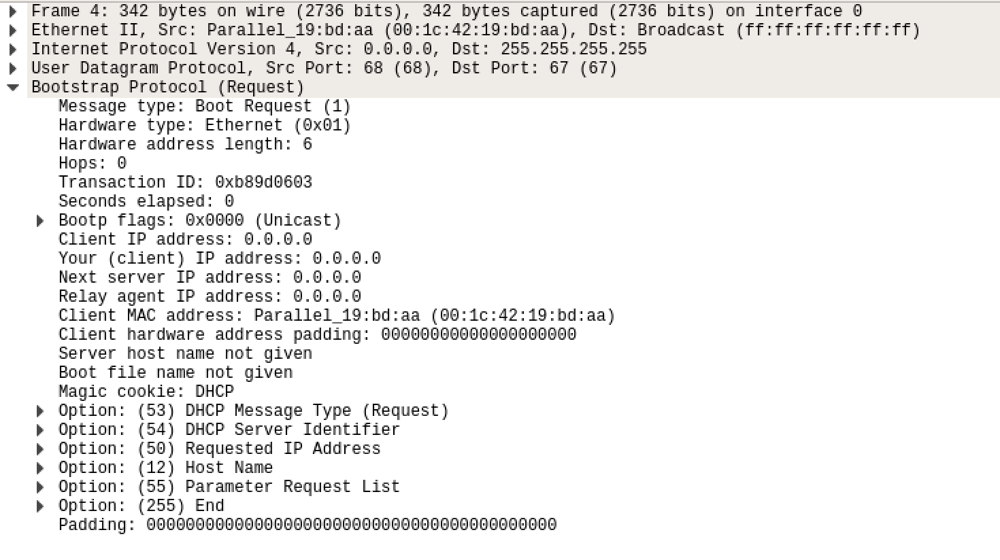 Frame 4: 342 bytes on wire (2736 bits), 342 bytes captured (2736 bits) on interface 0
Ethernet II, Src: Parallel_19:bd:aa (00:1c:42:19:bd:aa), Dst: Broadcast (ff:ff:ff:ff:ff:ff)
Internet Protocol Version 4, Src: 0.0.0.0, Dst: 255.255.255.255
User Datagram Protocol, Src Port: 68 (68), Dst Port: 67 (67)
Bootstrap Protocol (Request)
Message type: Boot Request (1)
Hardware type: Ethernet (0x01)
Hardware address length: 6
Hops: 0
Transaction ID: 0xb89d0603
Seconds elapsed: 0
Bootp flags: 0x0000 (Unicast)
Client IP address: 0.0.0.0
Your (client) IP address: 0.0.0.0
Next server IP address: 0.0.0.0
Relay agent IP address: 0.0.0.0
Client MAC address: Parallel_19:bd:aa (00:1c:42:19:bd:aa)
Client hardware address padding: 00000000000000000000
Server host name not given
Boot file name not given
Magic cookie: DHCP
Option: (53) DHCP Message Type (Request)
Option: (54) DHCP Server Identifier
Option: (50) Requested IP Address
Option: (12) Host Name
Option: (55) Parameter Request List
Option: (255) End
Padding: 000000000000000000000000000000000000000000